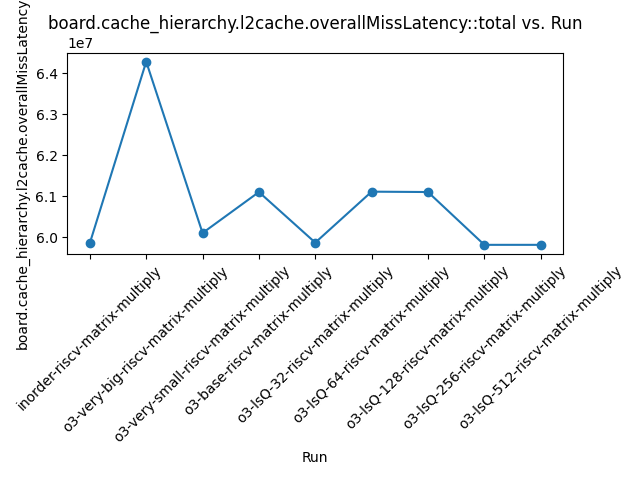 board.cache_hierarchy.l2cache.overallMissLatency::total vs. Run
1e7
board.cache_hierarchy.l2cache.overallMissLatency
6.4
6.3
6.2
6.1
6.0
inorder-riscv-matrix-multiply
o3-very-big-riscv-matrix-multiply
o3-very-small-riscv-matrix-multiply
o3-base-riscv-matrix-multiply
o3-lsQ-32-riscv-matrix-multiply
o3-lsQ-64-riscv-matrix-multiply
o3-lsQ-128-riscv-matrix-multiply
o3-lsQ-256-riscv-matrix-multiply
o3-lsQ-512-riscv-matrix-multiply
Run